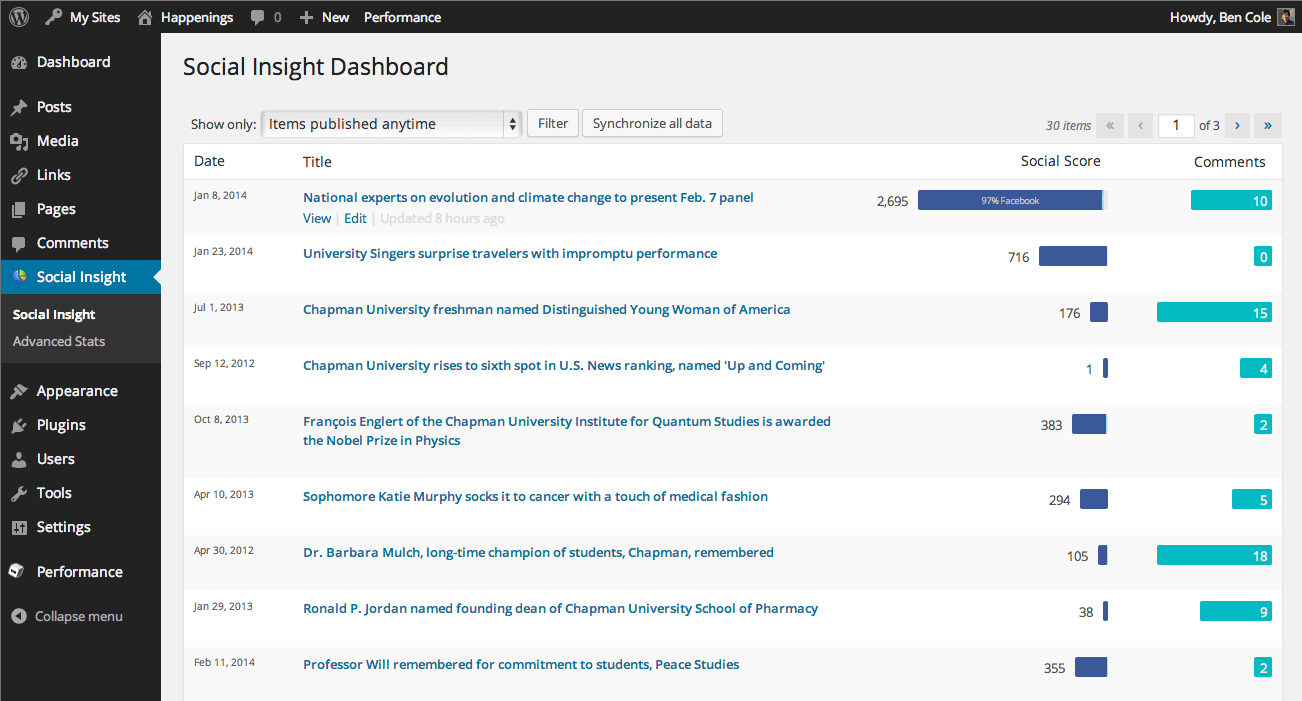 My Sites Happenings 0 New Performance Howdy, Ben Cole
Dashboard
Posts
Media
Links
Pages
Comments
Social Insight
Social Insight
Advanced Stats
Appearance
Plugins
Users
Tools
Settings
Performance
Collapse menu
Social Insight Dashboard
Show only: Items published anytime Filter Synchronize all data 30 items « ‹ 1 of 3 › »
Date Title Social Score Comments
Jan 8, 2014 National experts on evolution and climate change to present Feb. 7 panel 2,695 97% Facebook 10
View | Edit | Updated 8 hours ago
Jan 23, 2014 University Singers surprise travelers with impromptu performance 716 0
Jul 1, 2013 Chapman University freshman named Distinguished Young Woman of America 176 15
Sep 12, 2012 Chapman University rises to sixth spot in U.S. News ranking, named 'Up and Coming' 1 4
Oct 8, 2013 François Englert of the Chapman University Institute for Quantum Studies is awarded 383 2
the Nobel Prize in Physics
Apr 10, 2013 Sophomore Katie Murphy socks it to cancer with a touch of medical fashion 294 5
Apr 30, 2012 Dr. Barbara Mulch, long-time champion of students, Chapman, remembered 105 18
Jan 29, 2013 Ronald P. Jordan named founding dean of Chapman University School of Pharmacy 38 9
Feb 11, 2014 Professor Will remembered for commitment to students, Peace Studies 355 2